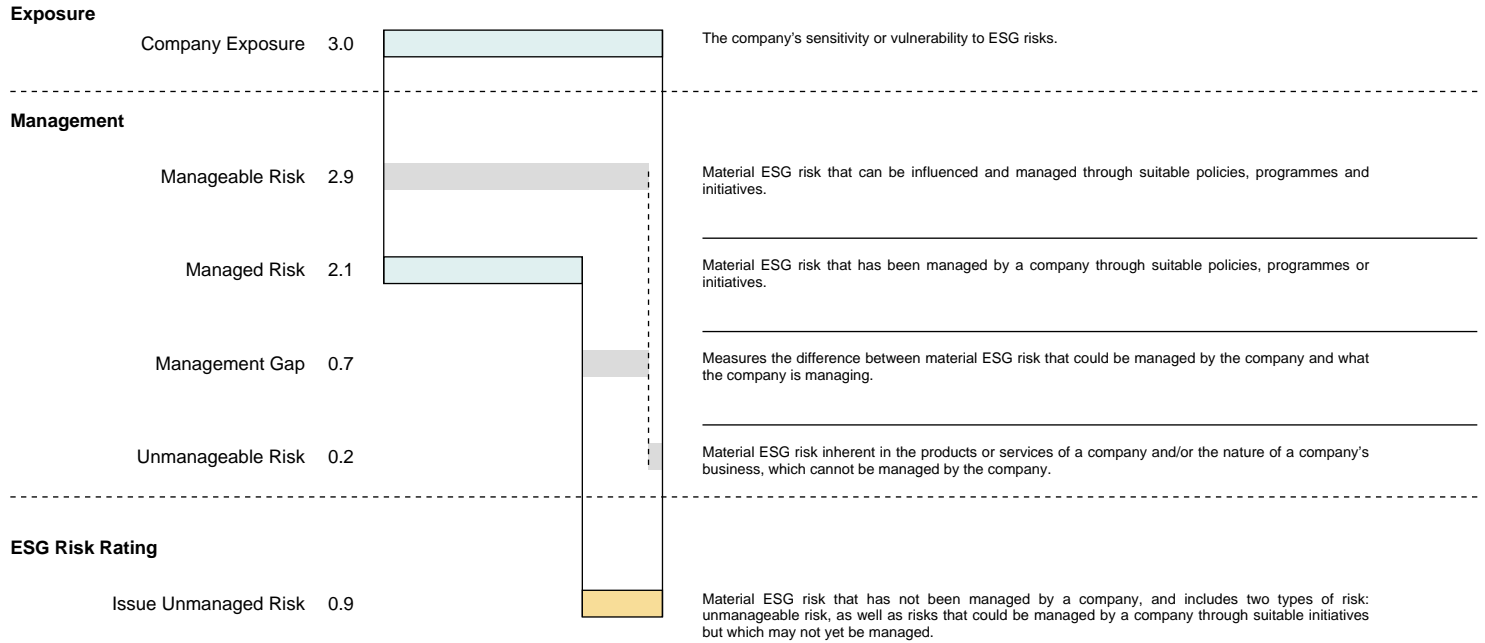 Exposure
Company Exposure 3.0
The company’s sensitivity or vulnerability to ESG risks.
Management
Manageable Risk 2.9
Material ESG risk that can be influenced and managed through suitable policies, programmes and
initiatives.
Managed Risk 2.1
Material ESG risk that has been managed by a company through suitable policies, programmes or
initiatives.
Management Gap 0.7
Measures the difference between material ESG risk that could be managed by the company and what
the company is managing.
Unmanageable Risk 0.2
Material ESG risk inherent in the products or services of a company and/or the nature of a company’s
business, which cannot be managed by the company.
ESG Risk Rating
Issue Unmanaged Risk 0.9
Material ESG risk that has not been managed by a company, and includes two types of risk:
unmanageable risk, as well as risks that could be managed by a company through suitable initiatives
but which may not yet be managed.